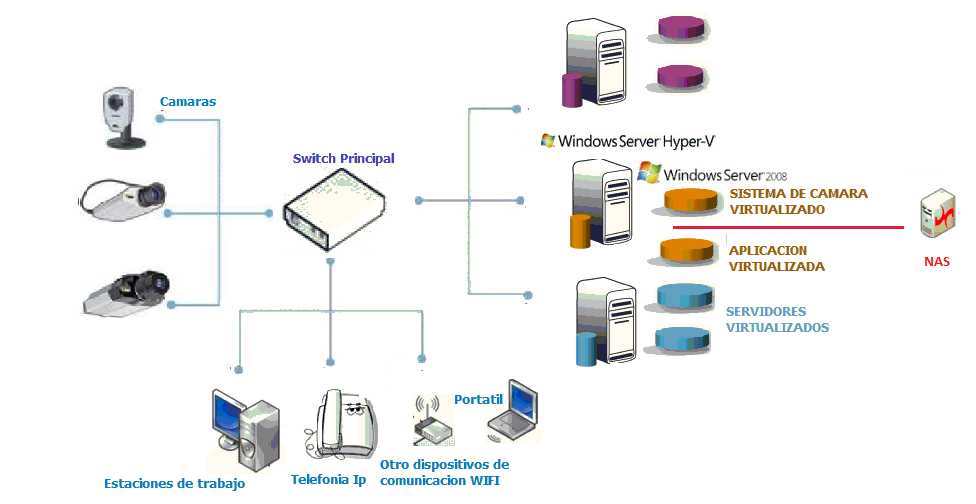 Camaras
Switch Principal
Windows Server Hyper-V
Windows Server 2008
SISTEMA DE CAMARA
VIRTUALIZADO
APLICACION
VIRTUALIZADA
NAS
SERVIDORES
VIRTUALIZADOS
Estaciones de trabajo
Telefonia Ip
Portatil
Otro dispositivos de
comunicacion WIFI